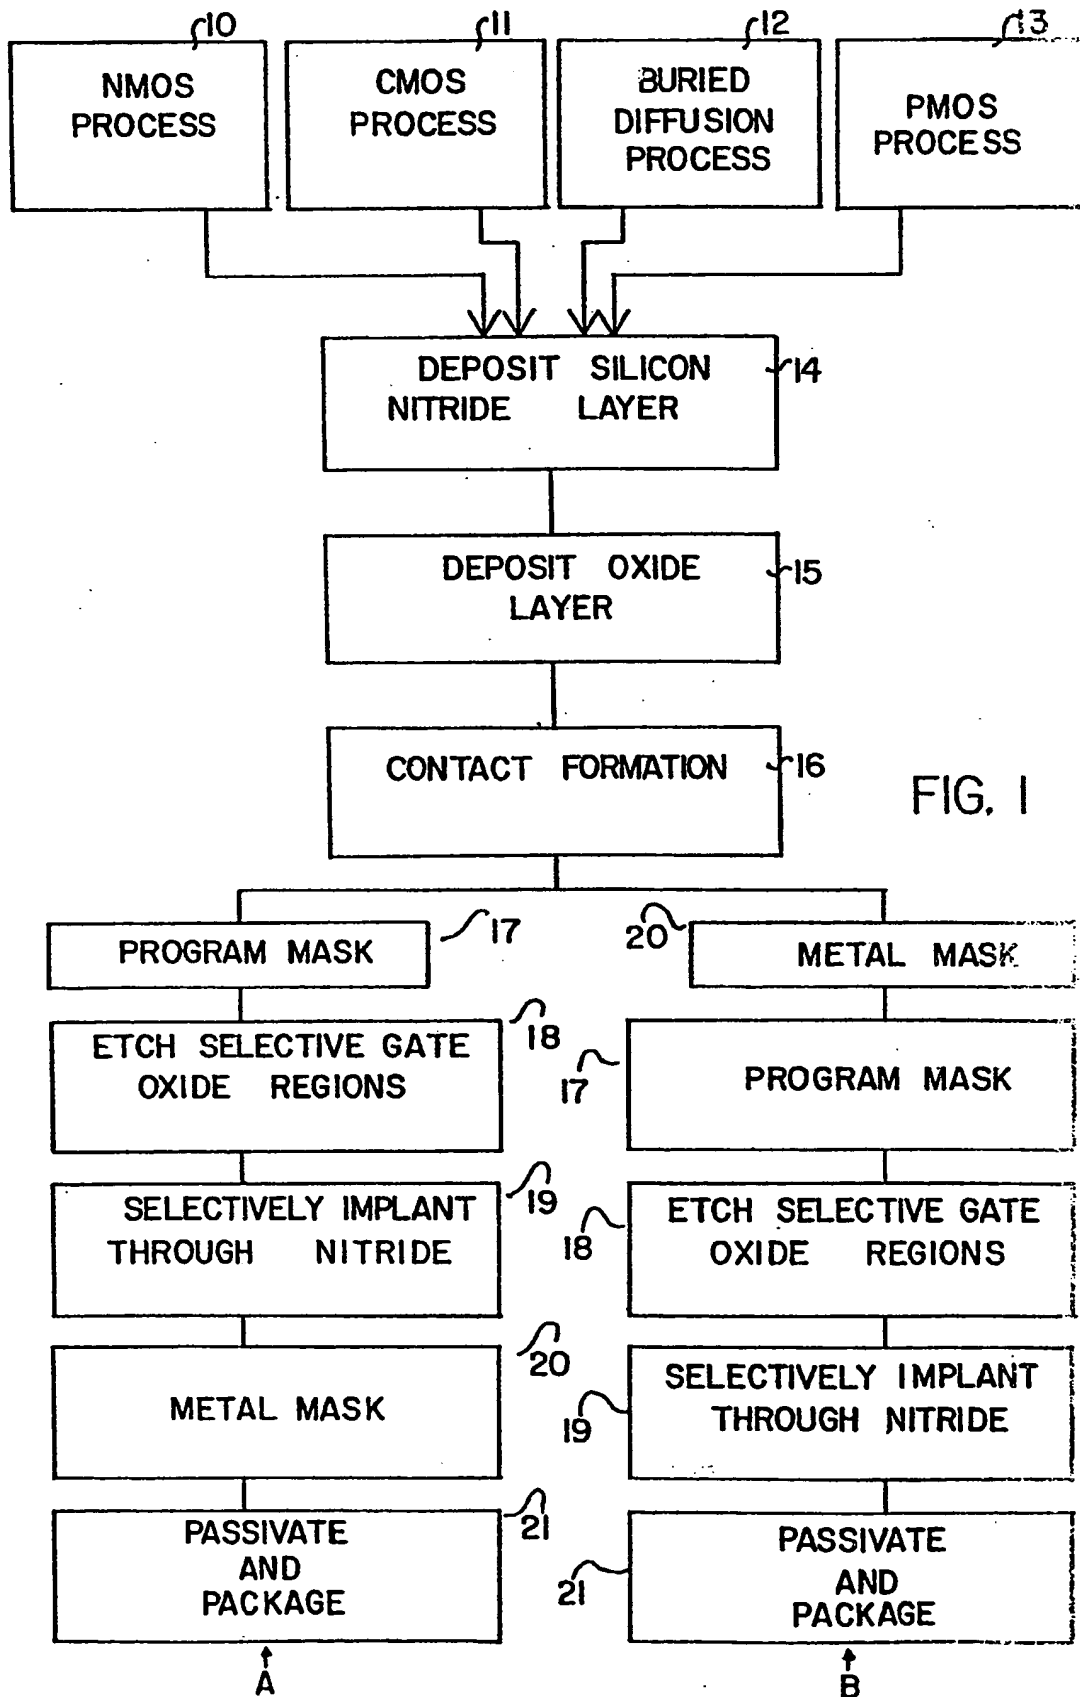 10
11
12
13
NMOS
PROCESS
CMOS
PROCESS
BURIED
DIFFUSION
PROCESS
PMOS
PROCESS
DEPOSIT SILICON
NITRIDE LAYER
14
DEPOSIT OXIDE
LAYER
15
CONTACT FORMATION
16
FIG. 1
PROGRAM MASK
17
ETCH SELECTIVE GATE
OXIDE REGIONS
18
SELECTIVELY IMPLANT
THROUGH NITRIDE
19
METAL MASK
20
PASSIVATE
AND
PACKAGE
21
A
20
METAL MASK
17
PROGRAM MASK
18
ETCH SELECTIVE GATE
OXIDE REGIONS
19
SELECTIVELY IMPLANT
THROUGH NITRIDE
21
PASSIVATE
AND
PACKAGE
B